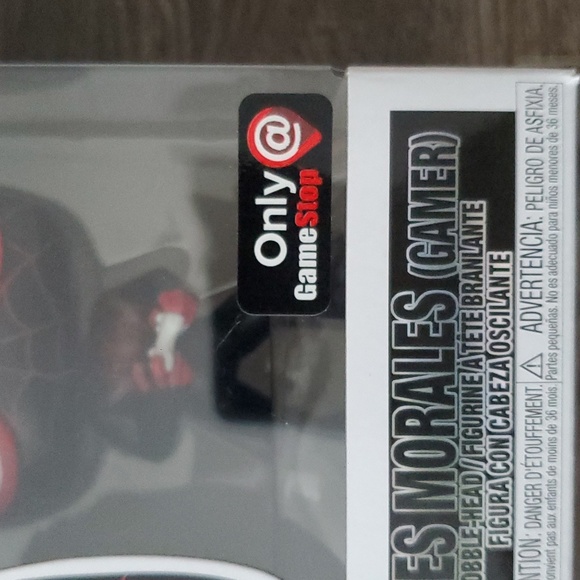 Only @
GameStop
ES MORALES (GAMER)
OBBLE-HEAD / FIGURINE À TÊTE BRANLANTE
FIGURA CON CABEZA OSCILANTE
TION: DANGER D'ÉTOUFFEMENT. ⚠ ADVERTENCIA: PELIGRO DE ASFIXIA.
onvient pas aux enfants de moins de 36 mois. Partes pequeñas. No es adecuado para niños menores de 36 meses.